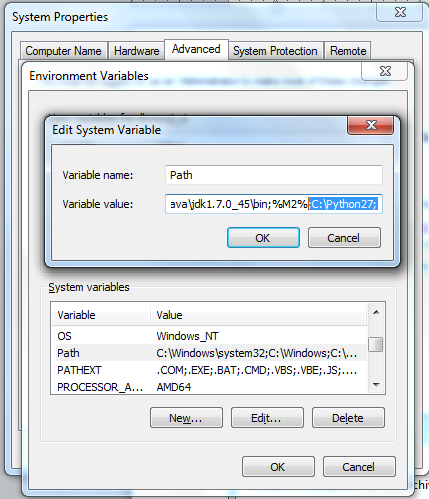 System Properties
Computer Name Hardware Advanced System Protection Remote
Environment Variables
Edit System Variable
Variable name: Path
Variable value: ava\jdk1.7.0_45\bin;%M2%;C:\Python27;
OK Cancel
System variables
Variable Value
OS Windows_NT
Path C:\Windows\system32;C:\Windows;C:\...
PATHEXT .COM;.EXE;.BAT;.CMD;.VBS;.VBE;.JS;....
PROCESSOR_A... AMD64
New... Edit... Delete
OK Cancel